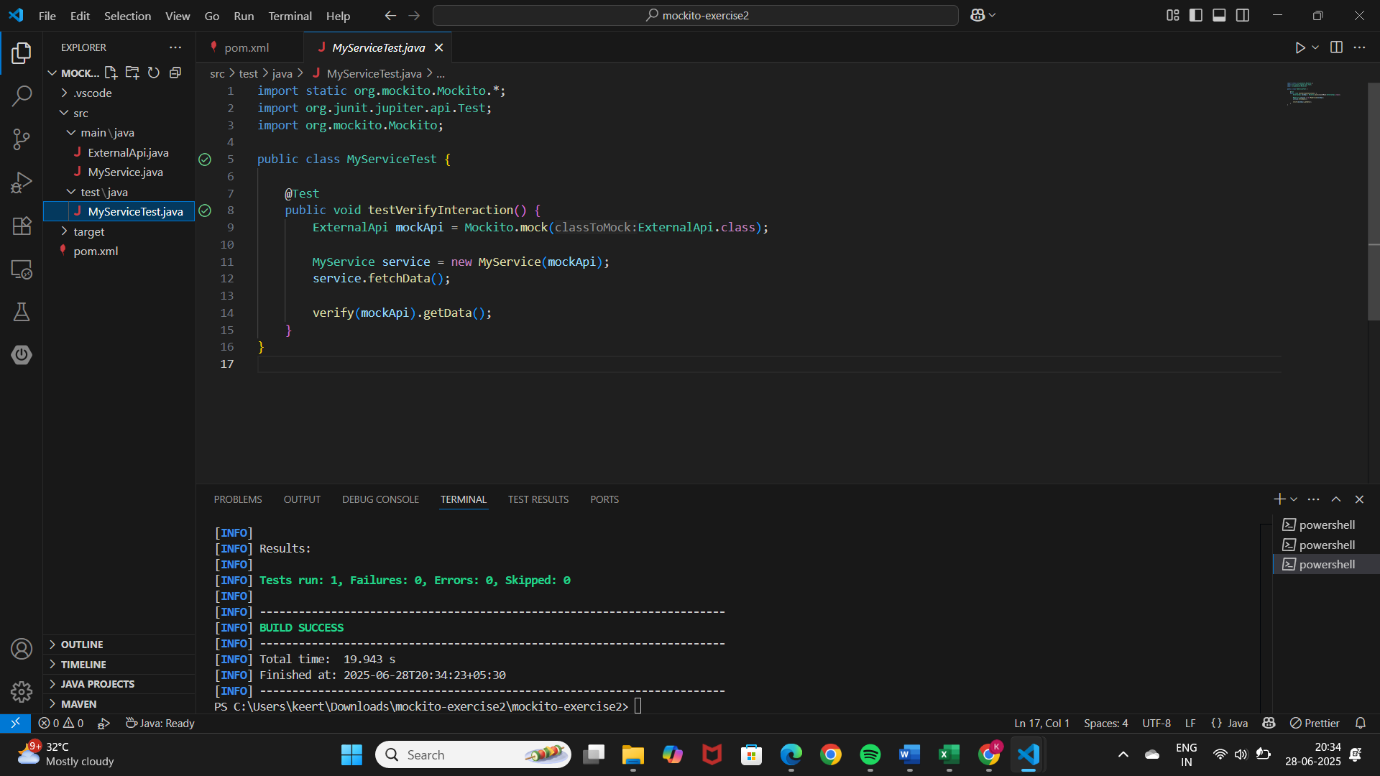 File Edit Selection View Go Run Terminal Help
mockito-exercise2
EXPLORER
MOCK...
.vscode
src
main\java
ExternalApi.java
MyService.java
test\java
MyServiceTest.java
target
pom.xml
OUTLINE
TIMELINE
JAVA PROJECTS
MAVEN
pom.xml
MyServiceTest.java
src > test > java > MyServiceTest.java > ...
1 import static org.mockito.Mockito.*;
2 import org.junit.jupiter.api.Test;
3 import org.mockito.Mockito;
4
5 public class MyServiceTest {
6
7 @Test
8 public void testVerifyInteraction() {
9 ExternalApi mockApi = Mockito.mock(classToMock:ExternalApi.class);
10
11 MyService service = new MyService(mockApi);
12 service.fetchData();
13
14 verify(mockApi).getData();
15 }
16 }
17
PROBLEMS OUTPUT DEBUG CONSOLE TERMINAL TEST RESULTS PORTS
[INFO]
[INFO] Results:
[INFO]
[INFO] Tests run: 1, Failures: 0, Errors: 0, Skipped: 0
[INFO]
[INFO] ------------------------------------------------------------------------
[INFO] BUILD SUCCESS
[INFO] ------------------------------------------------------------------------
[INFO] Total time:  19.943 s
[INFO] Finished at: 2025-06-28T20:34:23+05:30
[INFO] ------------------------------------------------------------------------
PS C:\Users\keert\Downloads\mockito-exercise2\mockito-exercise2>
powershell
powershell
powershell
0 0 Java: Ready
Ln 17, Col 1 Spaces: 4 UTF-8 LF {} Java Prettier
9+
32°C
Mostly cloudy
Search
K
ENG
IN
20:34
28-06-2025